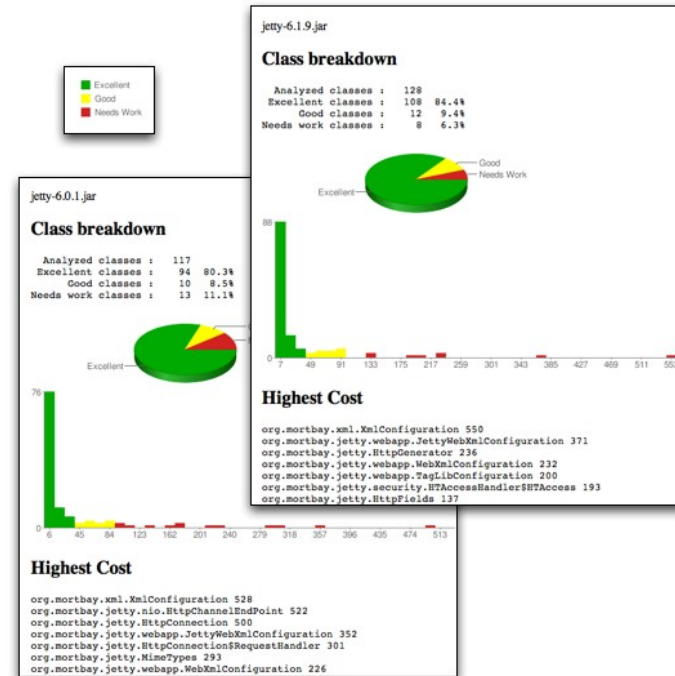 Excellent
Good
Needs Work
jetty-6.1.9.jar
Class breakdown
Analyzed classes : 128
Excellent classes : 108 84.4%
Good classes : 12 9.4%
Needs work classes : 8 6.3%
Good
Needs Work
Excellent
88
0
7 49 91 133 175 217 259 301 343 385 427 469 511 553
Highest Cost
org.mortbay.xml.XmlConfiguration 550
org.mortbay.jetty.webapp.JettyWebXmlConfiguration 371
org.mortbay.jetty.HttpGenerator 236
org.mortbay.jetty.webapp.WebXmlConfiguration 232
org.mortbay.jetty.webapp.TagLibConfiguration 200
org.mortbay.jetty.security.HTAccessHandler$HTAccess 193
org.mortbay.jetty.HttpFields 137
jetty-6.0.1.jar
Class breakdown
Analyzed classes : 117
Excellent classes : 94 80.3%
Good classes : 10 8.5%
Needs work classes : 13 11.1%
Excellent
76
0
6 45 84 123 162 201 240 279 318 357 396 435 474 513
Highest Cost
org.mortbay.xml.XmlConfiguration 528
org.mortbay.jetty.nio.HttpChannelEndPoint 522
org.mortbay.jetty.HttpConnection 500
org.mortbay.jetty.webapp.JettyWebXmlConfiguration 352
org.mortbay.jetty.HttpConnection$RequestHandler 301
org.mortbay.jetty.MimeTypes 293
org.mortbay.jetty.webapp.WebXmlConfiguration 226